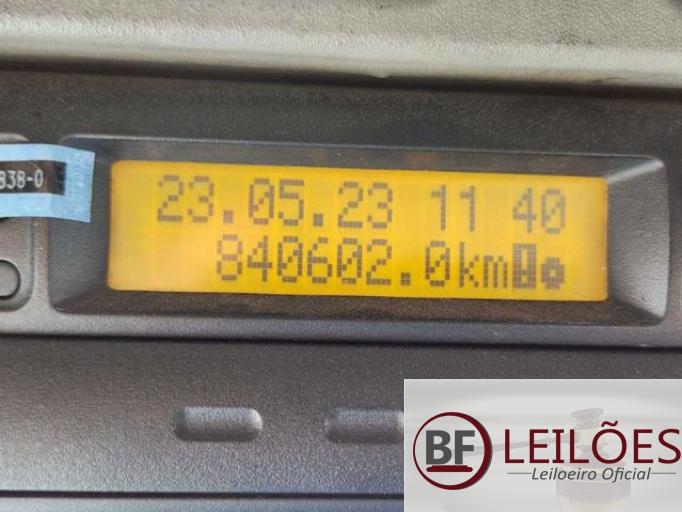 838-0
23.05.23 11 40
840602.0km
BF LEILÕES
Leiloeiro Oficial